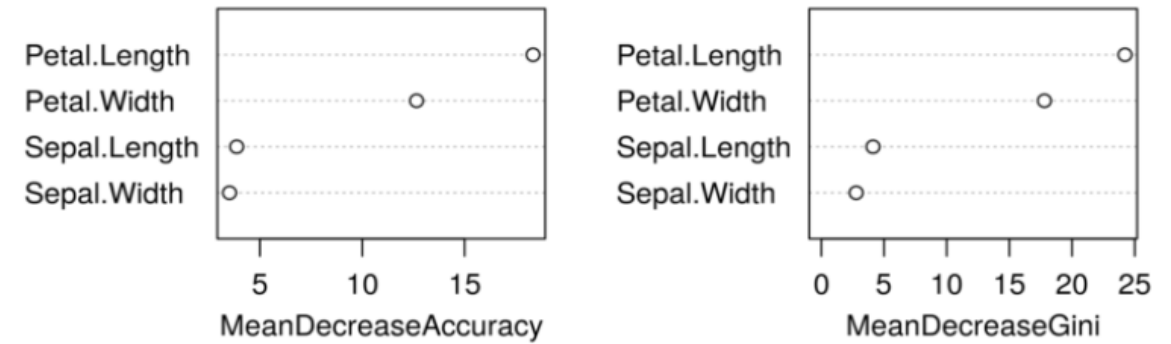 Petal.Length
Petal.Width
Sepal.Length
Sepal.Width
5 10 15
MeanDecreaseAccuracy
Petal.Length
Petal.Width
Sepal.Length
Sepal.Width
0 5 10 15 20 25
MeanDecreaseGini